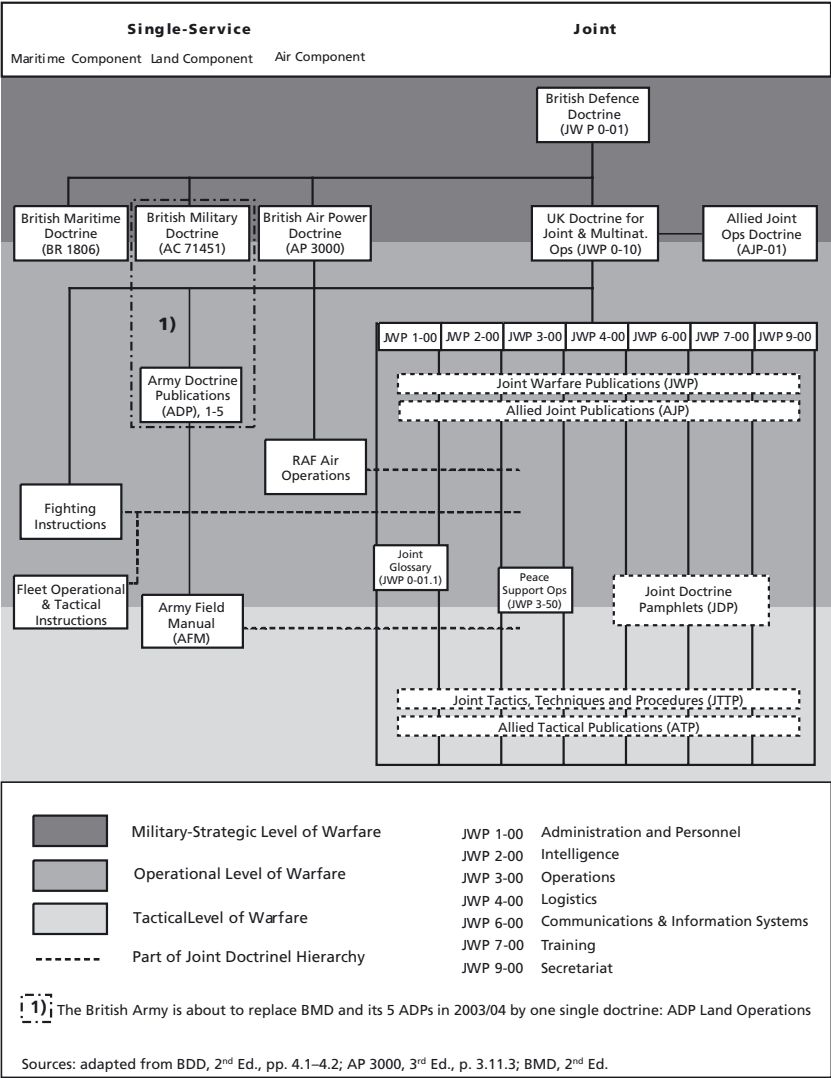 Single-Service Joint
Maritime Component Land Component Air Component
British Defence
Doctrine
(JW P 0-01)
British Maritime
Doctrine
(BR 1806)
British Military
Doctrine
(AC 71451)
British Air Power
Doctrine
(AP 3000)
UK Doctrine for
Joint & Multinat.
Ops (JWP 0-10)
Allied Joint
Ops Doctrine
(AJP-01)
1)
JWP 1-00 JWP 2-00 JWP 3-00 JWP 4-00 JWP 6-00 JWP 7-00 JWP 9-00
Army Doctrine
Publications
(ADP), 1-5
Joint Warfare Publications (JWP)
Allied Joint Publications (AJP)
RAF Air
Operations
Fighting
Instructions
Joint
Glossary
(JWP 0-01.1)
Peace
Support Ops
(JWP 3-50)
Joint Doctrine
Pamphlets (JDP)
Fleet Operational
& Tactical
Instructions
Army Field
Manual
(AFM)
Joint Tactics, Techniques and Procedures (JTTP)
Allied Tactical Publications (ATP)
Military-Strategic Level of Warfare
Operational Level of Warfare
TacticalLevel of Warfare
Part of Joint Doctrinel Hierarchy
JWP 1-00 Administration and Personnel
JWP 2-00 Intelligence
JWP 3-00 Operations
JWP 4-00 Logistics
JWP 6-00 Communications & Information Systems
JWP 7-00 Training
JWP 9-00 Secretariat
1) The British Army is about to replace BMD and its 5 ADPs in 2003/04 by one single doctrine: ADP Land Operations
Sources: adapted from BDD, 2nd Ed., pp. 4.1–4.2; AP 3000, 3rd Ed., p. 3.11.3; BMD, 2nd Ed.